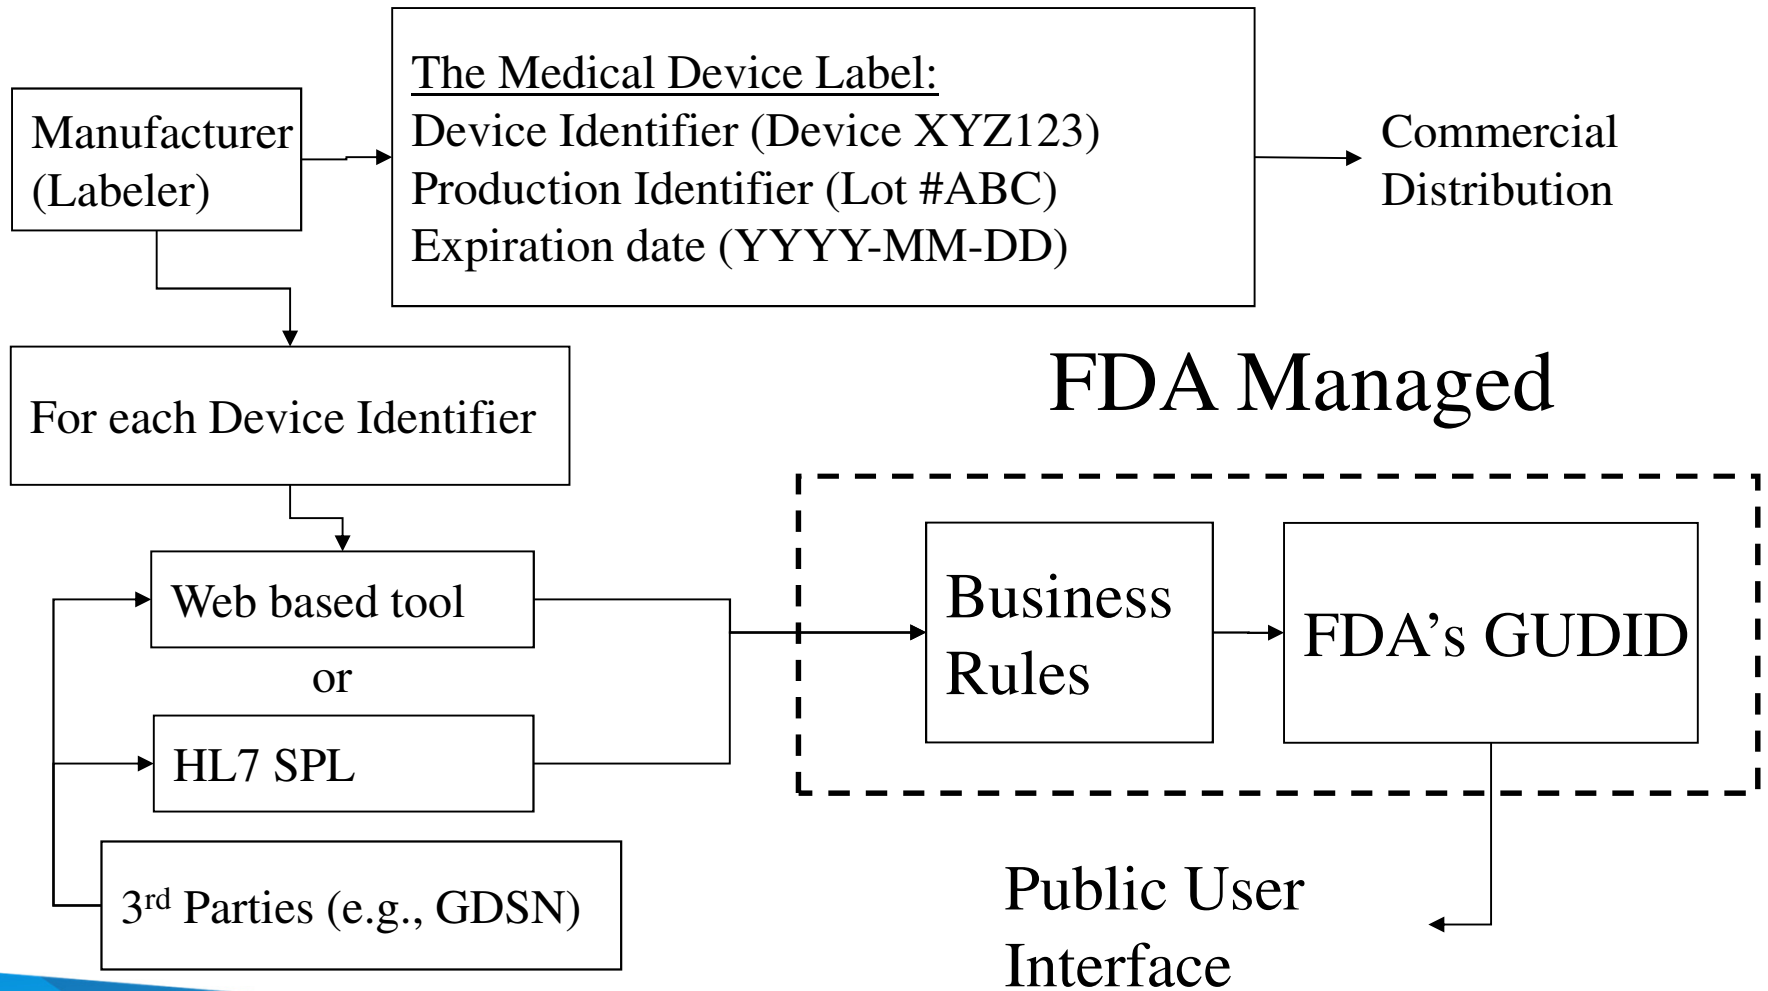 The Medical Device Label:
Device Identifier (Device XYZ123)
Production Identifier (Lot #ABC)
Expiration date (YYYY-MM-DD)
Manufacturer
(Labeler)
Commercial
Distribution
For each Device Identifier
FDA Managed
Web based tool
or
HL7 SPL
3rd Parties (e.g., GDSN)
Business
Rules
FDA’s GUDID
Public User
Interface